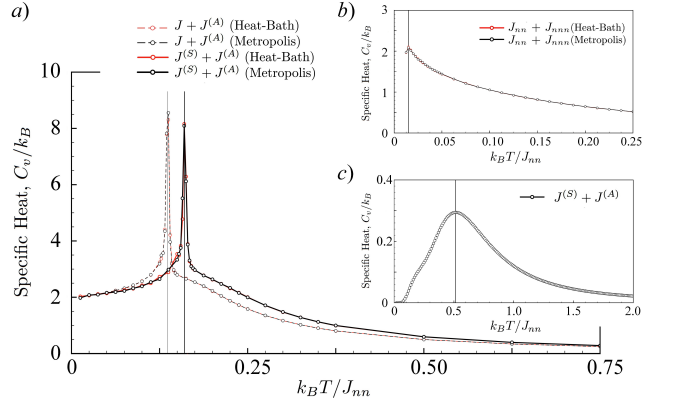 a)
J + J^(A) (Heat-Bath)
J + J^(A) (Metropolis)
J^(S) + J^(A) (Heat-Bath)
J^(S) + J^(A) (Metropolis)
Specific Heat, C_v/k_B
10
8
6
4
2
0
0 0.25 0.50 0.75
k_BT/J_nn
b)
J_nn + J_nnn (Heat-Bath)
J_nn + J_nnn (Metropolis)
Specific Heat, C_v/k_B
3
2
1
0
0 0.05 0.10 0.15 0.20 0.25
k_BT/J_nn
c)
J^(S) + J^(A)
Specific Heat, C_v/k_B
0.4
0.2
0
0 0.5 1.0 1.5 2.0
k_BT/J_nn